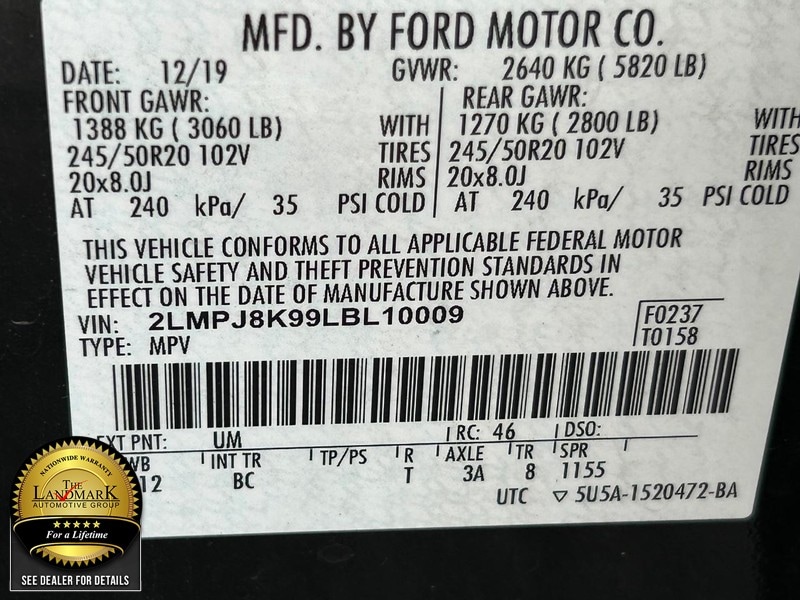 MFD. BY FORD MOTOR CO.
DATE: 12/19 GVWR: 2640 KG ( 5820 LB)
FRONT GAWR: REAR GAWR:
1388 KG ( 3060 LB) WITH 1270 KG ( 2800 LB) WITH
245/50R20 102V TIRES 245/50R20 102V TIRES
20x8.0J RIMS 20x8.0J RIMS
AT 240 kPa/ 35 PSI COLD AT 240 kPa/ 35 PSI COLD
THIS VEHICLE CONFORMS TO ALL APPLICABLE FEDERAL MOTOR
VEHICLE SAFETY AND THEFT PREVENTION STANDARDS IN
EFFECT ON THE DATE OF MANUFACTURE SHOWN ABOVE.
VIN: 2LMPJ8K99LBL10009 F0237
TYPE: MPV T0158
EXT PNT: UM RC: 46 DSO:
WB INT TR TP/PS R AXLE TR SPR
12 BC T 3A 8 1155
UTC ▽ 5U5A-1520472-BA
NATIONWIDE WARRANTY
THE
LANDMARK
AUTOMOTIVE GROUP
For a Lifetime
SEE DEALER FOR DETAILS